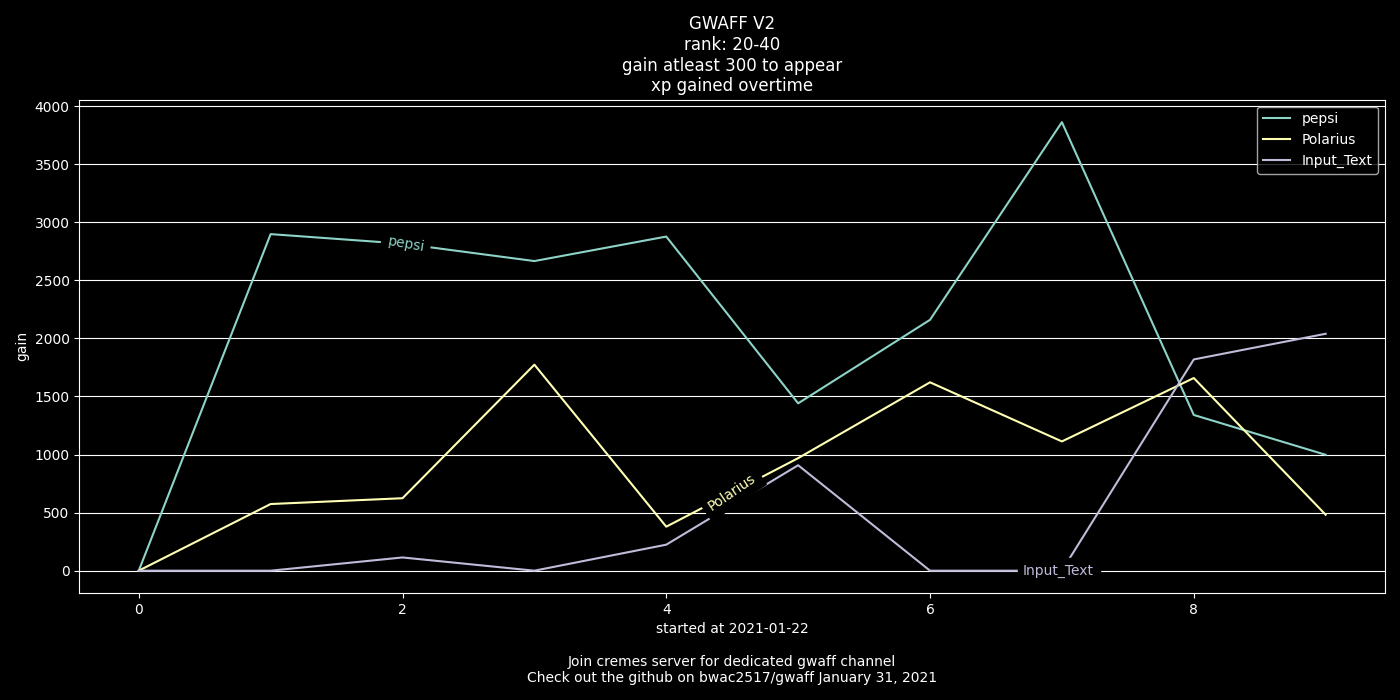 GWAFF V2
rank: 20-40
gain atleast 300 to appear
xp gained overtime
4000
3500
3000
2500
2000
1500
1000
500
0
gain
pepsi
Polarius
Input_Text
pepsi
Polarius
Input_Text
0 2 4 6 8
started at 2021-01-22
Join cremes server for dedicated gwaff channel
Check out the github on bwac2517/gwaff January 31, 2021